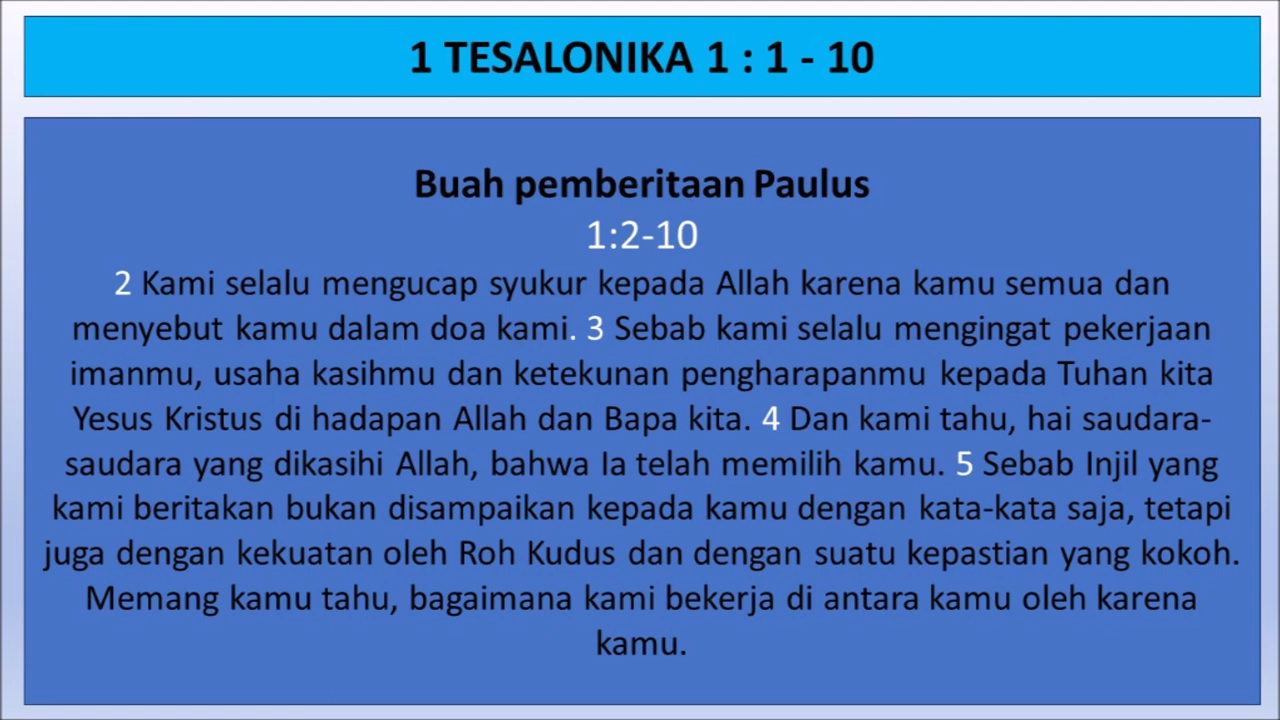 1 TESALONIKA 1 : 1 - 10
Buah pemberitaan Paulus
1:2-10
2 Kami selalu mengucap syukur kepada Allah karena kamu semua dan
menyebut kamu dalam doa kami. 3 Sebab kami selalu mengingat pekerjaan
imanmu, usaha kasihmu dan ketekunan pengharapanmu kepada Tuhan kita
Yesus Kristus di hadapan Allah dan Bapa kita. 4 Dan kami tahu, hai saudara-
saudara yang dikasihi Allah, bahwa Ia telah memilih kamu. 5 Sebab Injil yang
kami beritakan bukan disampaikan kepada kamu dengan kata-kata saja, tetapi
juga dengan kekuatan oleh Roh Kudus dan dengan suatu kepastian yang kokoh.
Memang kamu tahu, bagaimana kami bekerja di antara kamu oleh karena
kamu.